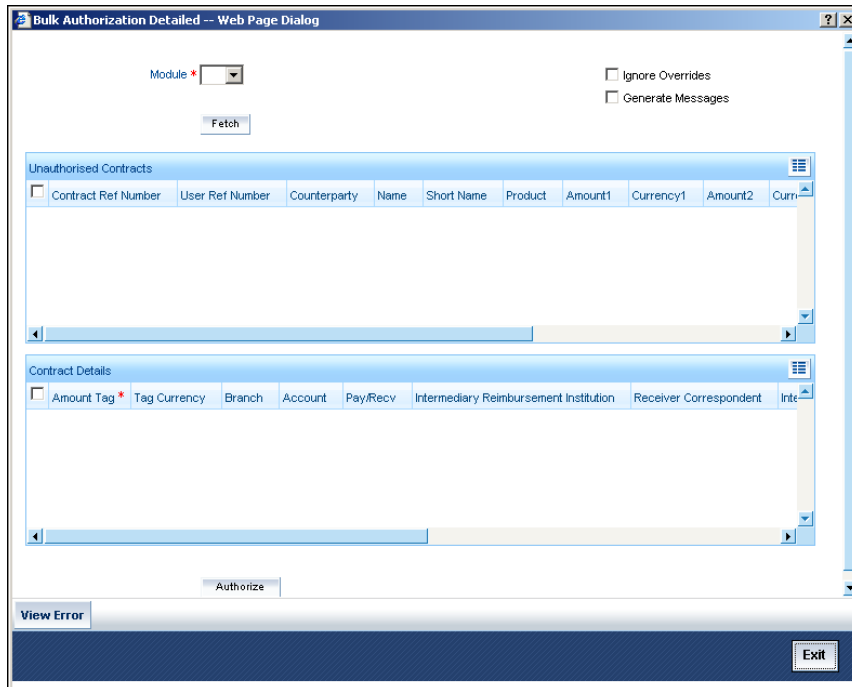 Bulk Authorization Detailed -- Web Page Dialog
Module *
Ignore Overrides
Generate Messages
Fetch
Unauthorised Contracts
Contract Ref Number User Ref Number Counterparty Name Short Name Product Amount1 Currency1 Amount2 Curr
Contract Details
Amount Tag * Tag Currency Branch Account Pay/Recv Intermediary Reimbursement Institution Receiver Correspondent Inte
Authorize
View Error
Exit